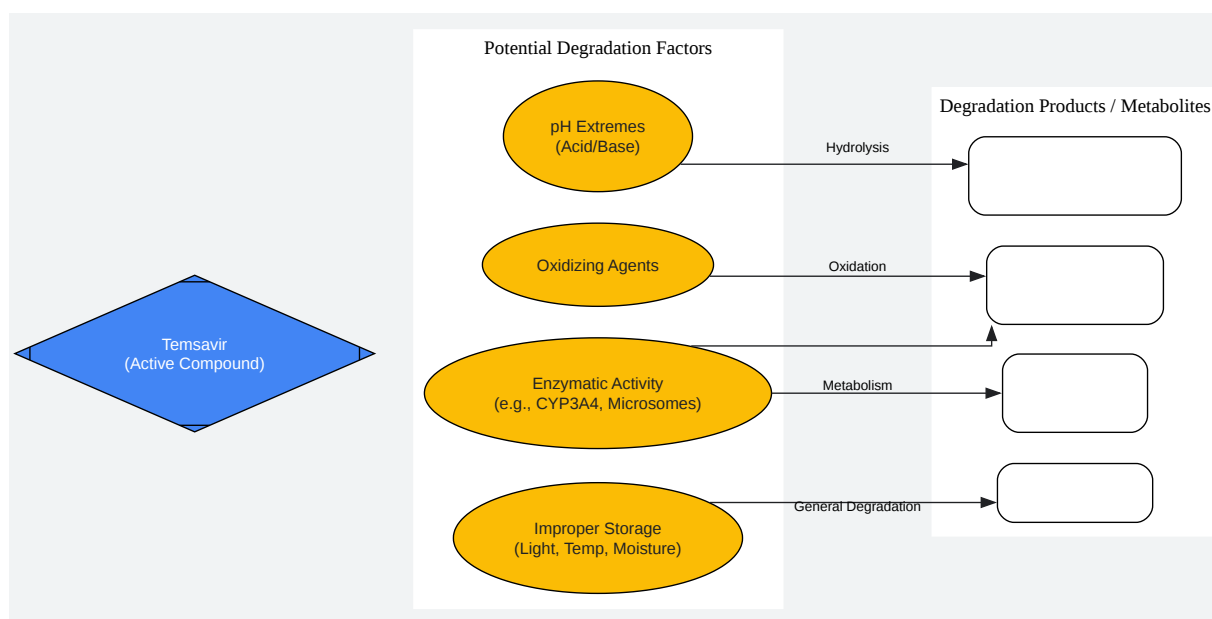 Potential Degradation Factors
Degradation Products / Metabolites
pH Extremes
(Acid/Base)
Hydrolysis
Oxidizing Agents
Oxidation
Temsavir
(Active Compound)
Enzymatic Activity
(e.g., CYP3A4, Microsomes)
Metabolism
Improper Storage
(Light, Temp, Moisture)
General Degradation